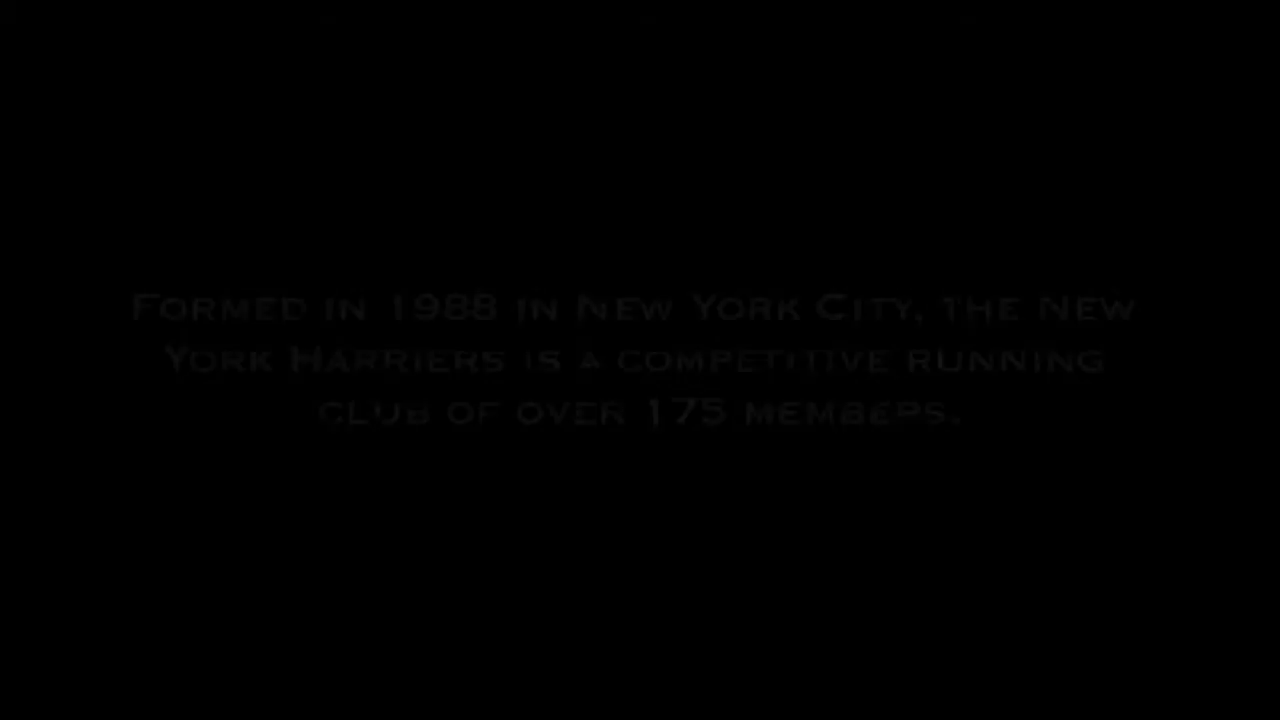 Formed in 1988 in New York City, the New
York Harriers is a competitive running
club of over 175 members.